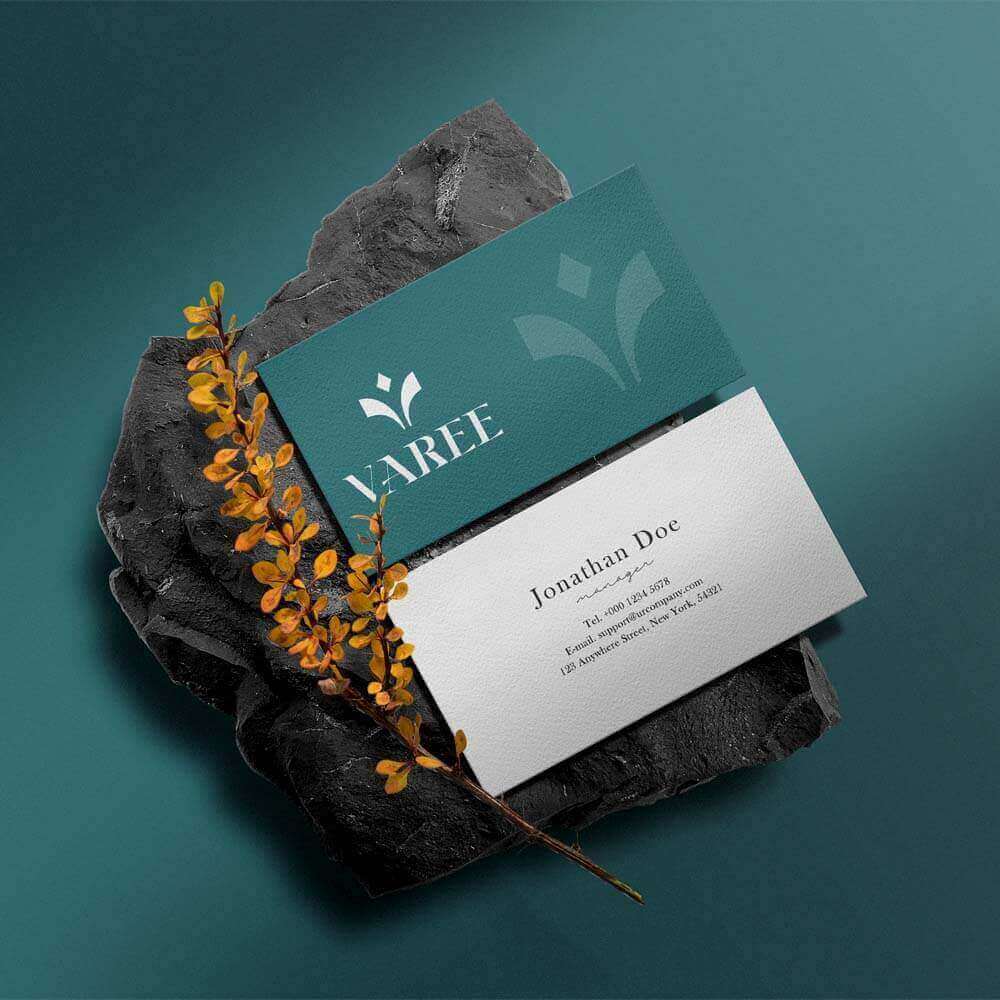 VAREE
Jonathan Doe
manager
Tel. +000 1234 5678
E-mail. support@urcompany.com
123 Anywhere Street, New York, 54321